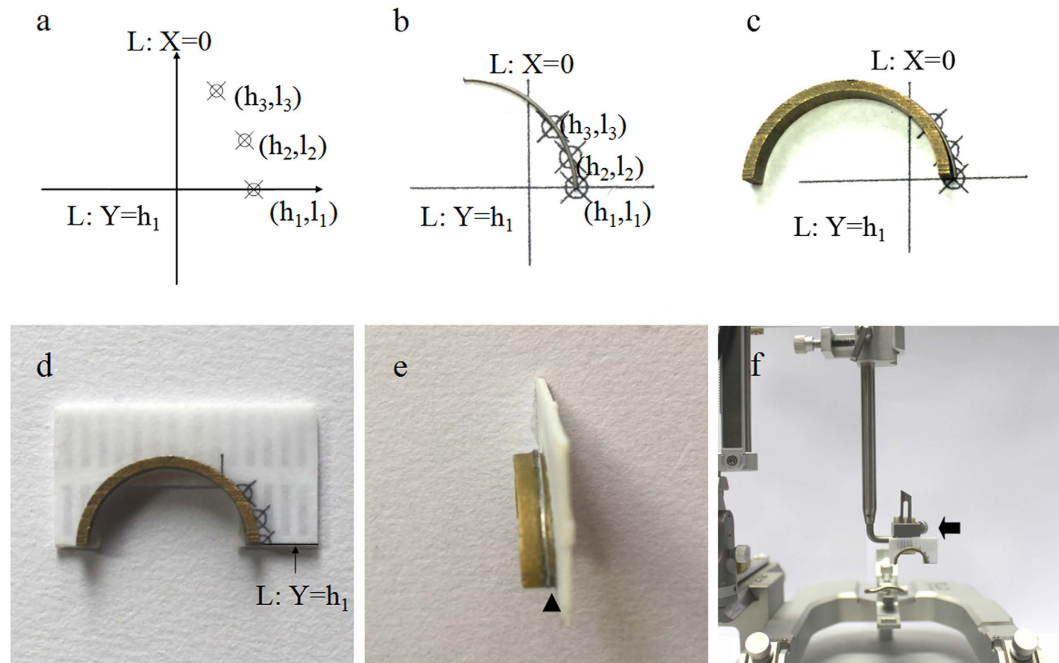 a
L: X=0
(h₃,l₃)
(h₂,l₂)
(h₁,l₁)
L: Y=h₁
b
L: X=0
(h₃,l₃)
(h₂,l₂)
(h₁,l₁)
L: Y=h₁
c
L: X=0
L: Y=h₁
d
L: Y=h₁
e
f